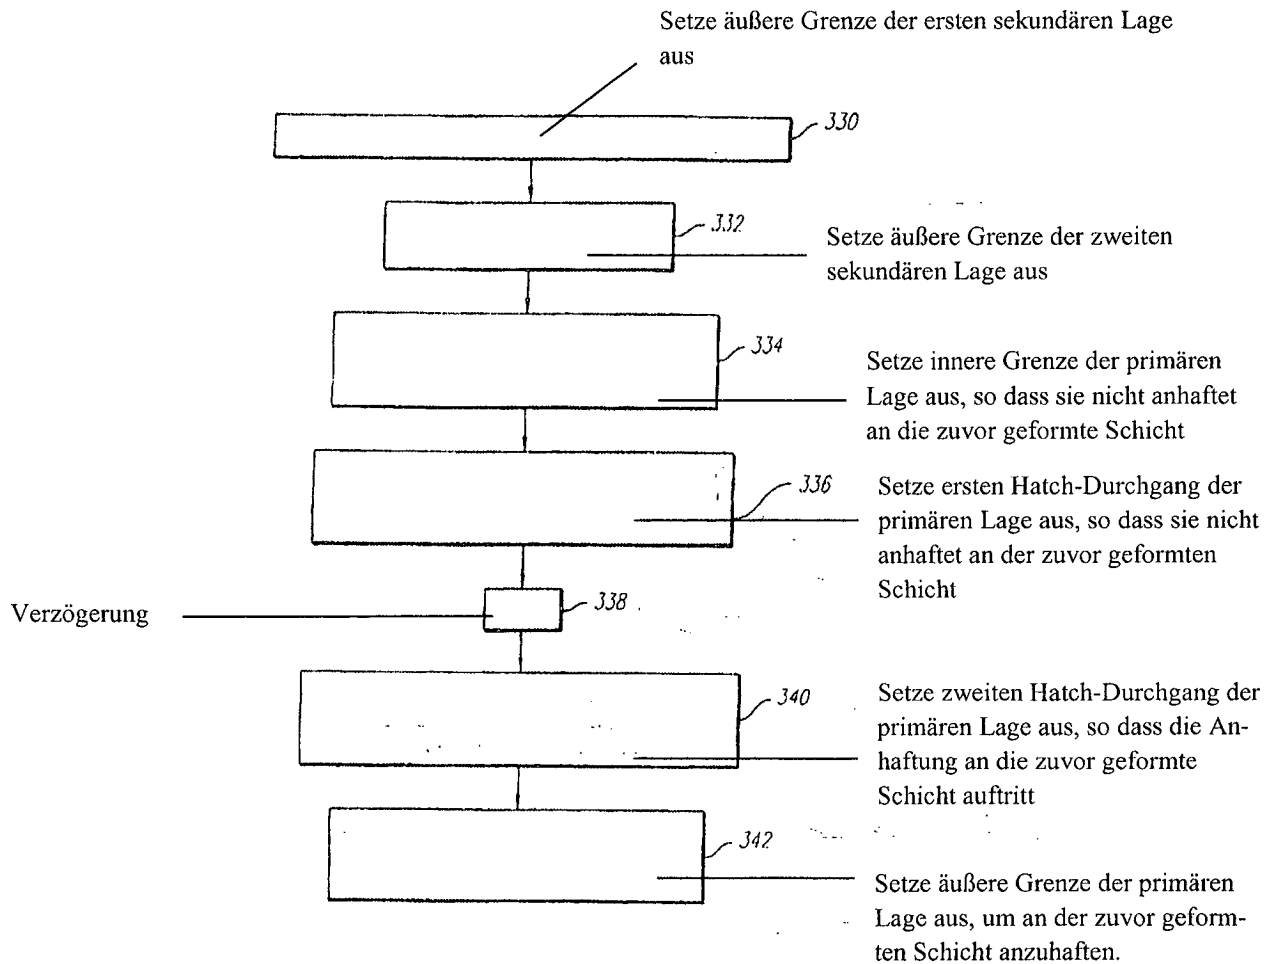 Setze äußere Grenze der ersten sekundären Lage
aus
330
332
Setze äußere Grenze der zweiten
sekundären Lage aus
334
Setze innere Grenze der primären
Lage aus, so dass sie nicht anhaftet
an die zuvor geformte Schicht
336
Setze ersten Hatch-Durchgang der
primären Lage aus, so dass sie nicht
anhaftet an der zuvor geformten
Schicht
338
Verzögerung
340
Setze zweiten Hatch-Durchgang der
primären Lage aus, so dass die An-
haftung an die zuvor geformte
Schicht auftritt
342
Setze äußere Grenze der primären
Lage aus, um an der zuvor geform-
ten Schicht anzuhaften.